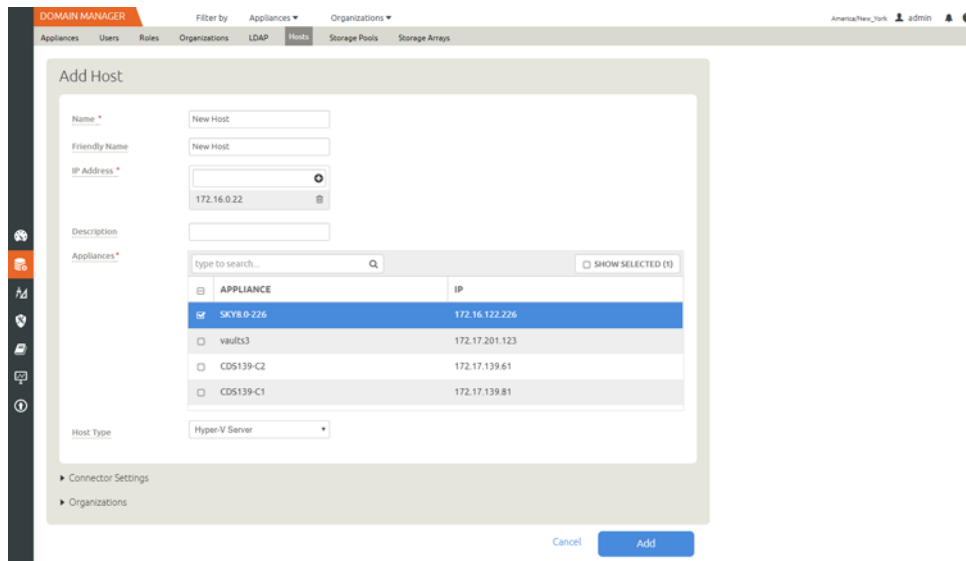 DOMAIN MANAGER Filter by Appliances ▾ Organizations ▾ America/New_York admin
Appliances Users Roles Organizations LDAP Hosts Storage Pools Storage Arrays
Add Host
Name * New Host
Friendly Name New Host
IP Address *
172.16.0.22
Description
Appliances* type to search... SHOW SELECTED (1)
APPLIANCE IP
SKY8.0-226 172.16.122.226
vaults3 172.17.201.123
CDS139-C2 172.17.139.61
CDS139-C1 172.17.139.81
Host Type Hyper-V Server
Connector Settings
Organizations
Cancel Add